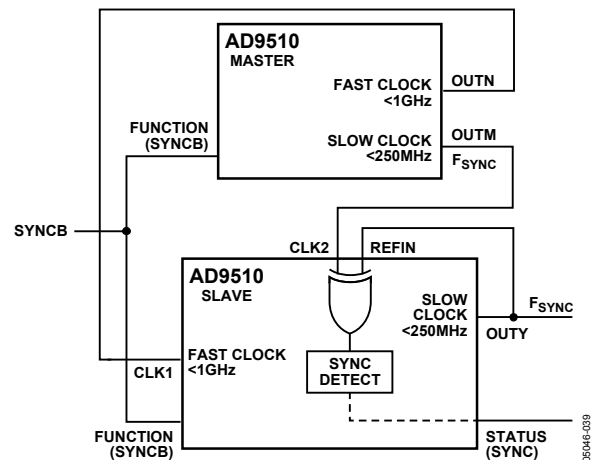 AD9510
MASTER
FAST CLOCK
<1GHz
OUTN
FUNCTION
(SYNCB)
SLOW CLOCK
<250MHz
OUTM
FSYNC
SYNCB
CLK2
REFIN
AD9510
SLAVE
SLOW
CLOCK
<250MHz
FSYNC
OUTY
FAST CLOCK
<1GHz
CLK1
SYNC
DETECT
FUNCTION
(SYNCB)
STATUS
(SYNC)
05046-039